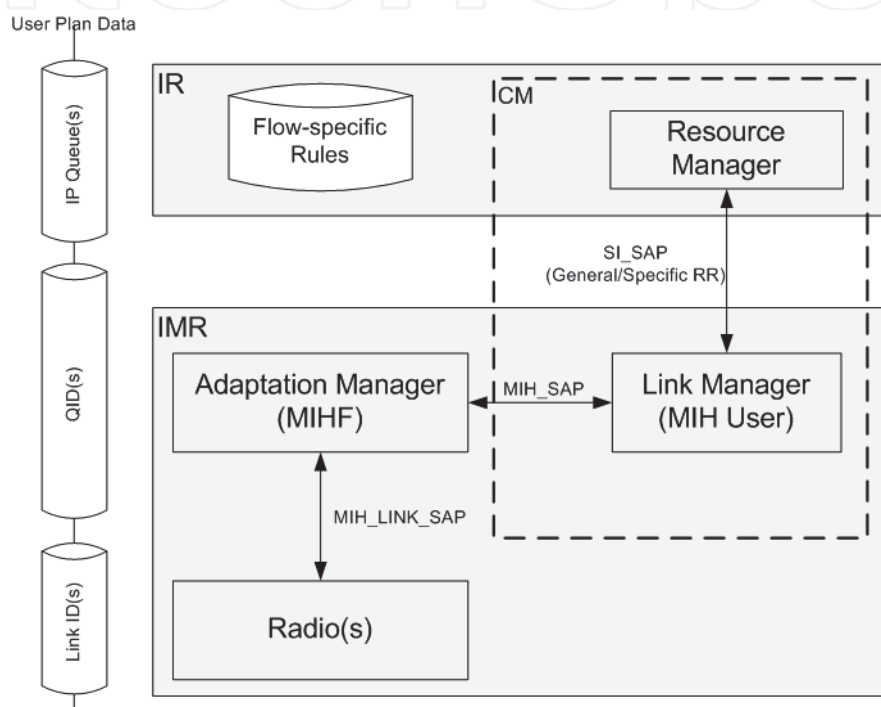 User Plan Data
IP Queue(s)
QID(s)
Link ID(s)
IR
Flow-specific
Rules
CM
Resource
Manager
SI_SAP
(General/Specific RR)
IMR
Adaptation Manager
(MIHF)
MIH_SAP
Link Manager
(MIH User)
MIH_LINK_SAP
Radio(s)